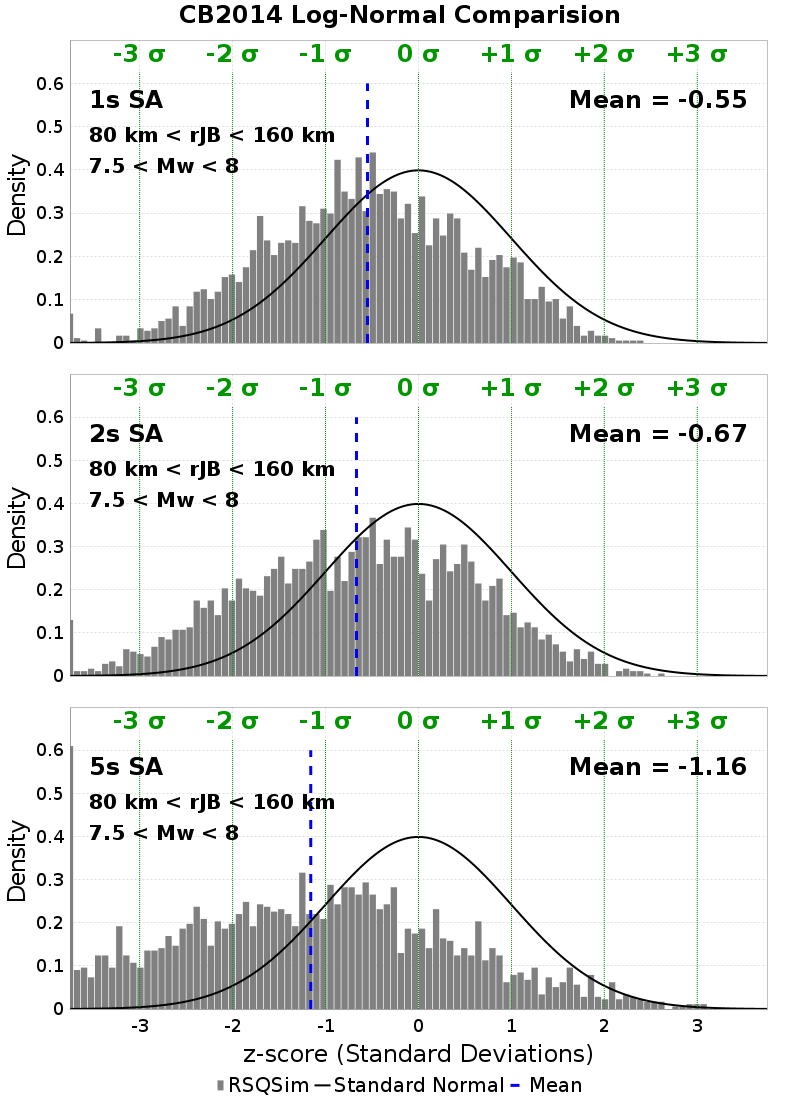 CB2014 Log-Normal Comparision
-3 σ -2 σ -1 σ 0 σ +1 σ +2 σ +3 σ
0.6
1s SA Mean = -0.55
0.5
80 km < rJB < 160 km
7.5 < Mw < 8
0.4
Density
0.3
0.2
0.1
0
-3 σ -2 σ -1 σ 0 σ +1 σ +2 σ +3 σ
0.6
2s SA Mean = -0.67
0.5
80 km < rJB < 160 km
7.5 < Mw < 8
0.4
Density
0.3
0.2
0.1
0
-3 σ -2 σ -1 σ 0 σ +1 σ +2 σ +3 σ
0.6
5s SA Mean = -1.16
0.5
80 km < rJB < 160 km
7.5 < Mw < 8
0.4
Density
0.3
0.2
0.1
0
-3 -2 -1 0 1 2 3
z-score (Standard Deviations)
RSQSim Standard Normal Mean